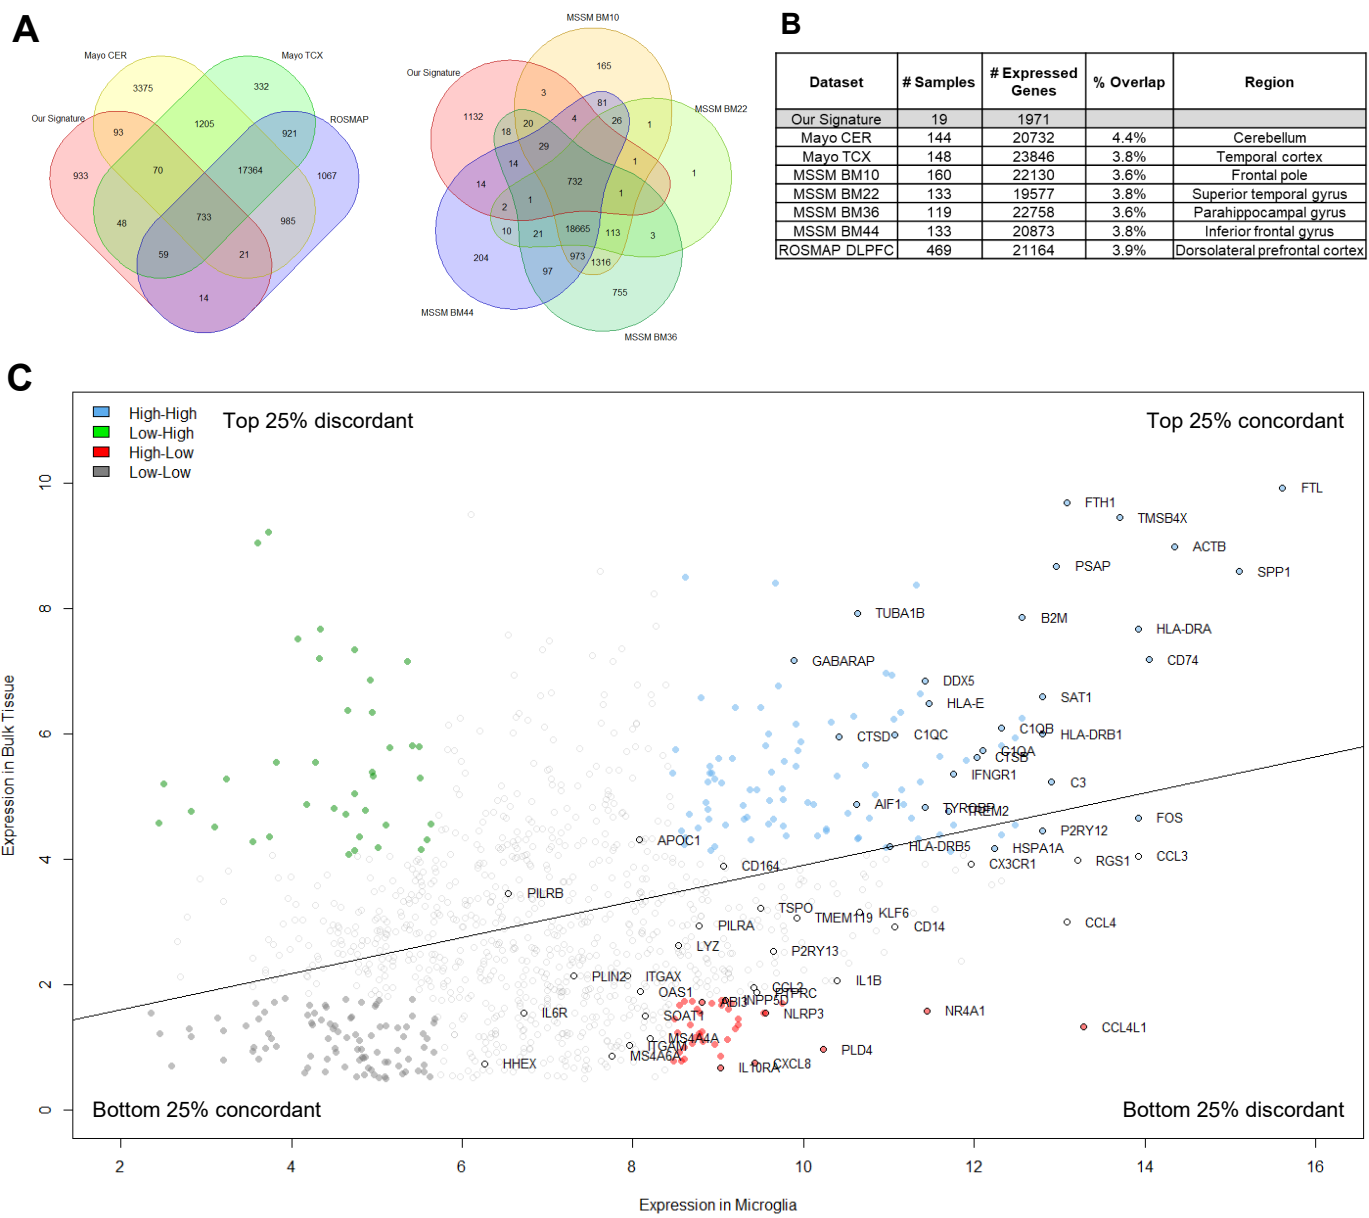 A
Mayo CER
Mayo TCX
Our Signature
ROSMAP
3375
332
93
1205
921
933
70
17364
1067
48
733
985
59
21
14
MSSM BM10
Our Signature
MSSM BM22
MSSM BM44
MSSM BM36
165
3
81
1132
4
26
1
18
20
29
1
14
732
1
14
1
2
1
10
21
18665
113
3
204
973
1316
97
755
B
Dataset # Samples # Expressed Genes % Overlap Region
Our Signature 19 1971
Mayo CER 144 20732 4.4% Cerebellum
Mayo TCX 148 23846 3.8% Temporal cortex
MSSM BM10 160 22130 3.6% Frontal pole
MSSM BM22 133 19577 3.8% Superior temporal gyrus
MSSM BM36 119 22758 3.6% Parahippocampal gyrus
MSSM BM44 133 20873 3.8% Inferior frontal gyrus
ROSMAP DLPFC 469 21164 3.9% Dorsolateral prefrontal cortex
C
High-High
Low-High
High-Low
Low-Low
Top 25% discordant
Top 25% concordant
FTL
FTH1
TMSB4X
ACTB
PSAP
SPP1
TUBA1B
B2M
HLA-DRA
GABARAP
CD74
DDX5
HLA-E
SAT1
CTSD
C1QC
C1QB
HLA-DRB1
C1QA
CTSB
IFNGR1
C3
AIF1
TYROBP
TREM2
FOS
P2RY12
APOC1
HLA-DRB5
HSPA1A
CD164
CX3CR1
RGS1
CCL3
PILRB
TSPO
TMEM119
KLF6
PILRA
CD14
CCL4
LYZ
P2RY13
PLIN2
ITGAX
IL1B
OAS1
CCL2
PTPRC
ABI3
INPP5D
IL6R
SOAT1
NLRP3
NR4A1
CCL4L1
MS4A4A
ITGAM
MS4A6A
PLD4
HHEX
IL10RA
CXCL8
Bottom 25% concordant
Bottom 25% discordant
Expression in Bulk Tissue
0
2
4
6
8
10
2 4 6 8 10 12 14 16
Expression in Microglia